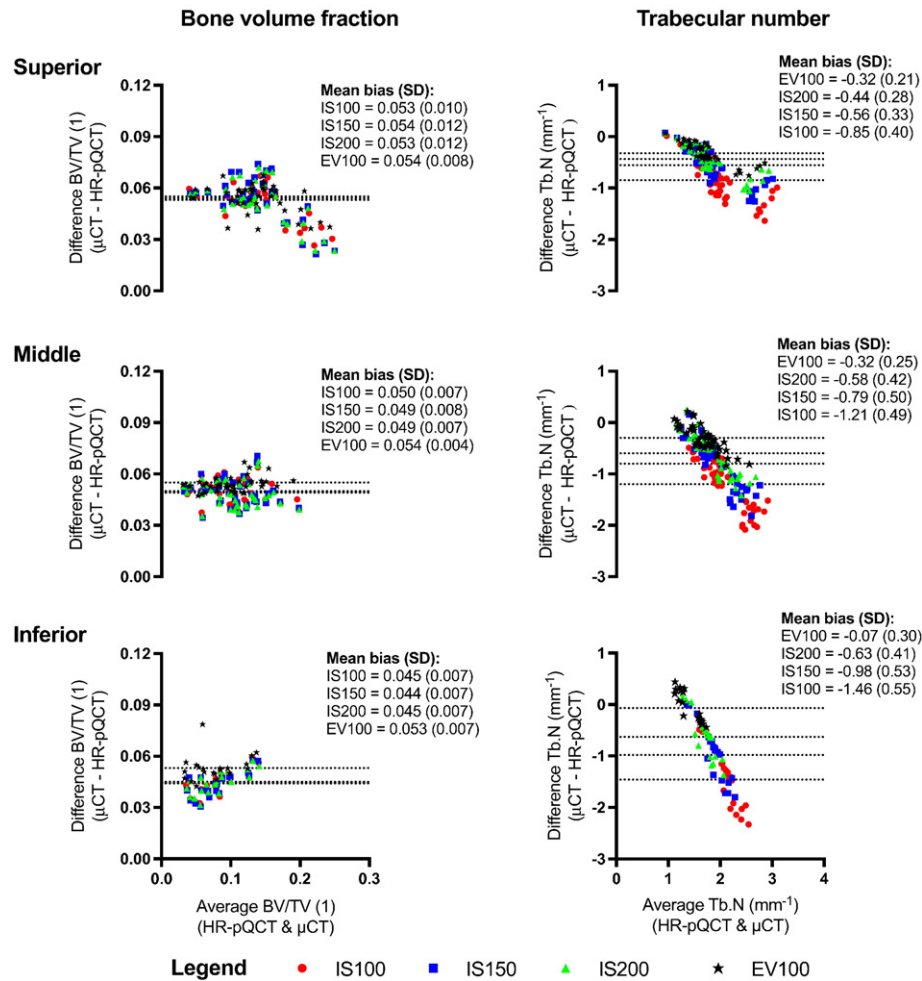 Bone volume fraction
Trabecular number
Superior
0.12
0.09
0.06
0.03
0.00
Difference BV/TV (1)
(µCT - HR-pQCT)
Mean bias (SD):
IS100 = 0.053 (0.010)
IS150 = 0.054 (0.012)
IS200 = 0.053 (0.012)
EV100 = 0.054 (0.008)
1
0
-1
-2
-3
Difference Tb.N (mm⁻¹)
(µCT - HR-pQCT)
Mean bias (SD):
EV100 = -0.32 (0.21)
IS200 = -0.44 (0.28)
IS150 = -0.56 (0.33)
IS100 = -0.85 (0.40)
Middle
0.12
0.09
0.06
0.03
0.00
Difference BV/TV (1)
(µCT - HR-pQCT)
Mean bias (SD):
IS100 = 0.050 (0.007)
IS150 = 0.049 (0.008)
IS200 = 0.049 (0.007)
EV100 = 0.054 (0.004)
1
0
-1
-2
-3
Difference Tb.N (mm⁻¹)
(µCT - HR-pQCT)
Mean bias (SD):
EV100 = -0.32 (0.25)
IS200 = -0.58 (0.42)
IS150 = -0.79 (0.50)
IS100 = -1.21 (0.49)
Inferior
0.12
0.09
0.06
0.03
0.00
Difference BV/TV (1)
(µCT - HR-pQCT)
Mean bias (SD):
IS100 = 0.045 (0.007)
IS150 = 0.044 (0.007)
IS200 = 0.045 (0.007)
EV100 = 0.053 (0.007)
0.0 0.1 0.2 0.3
Average BV/TV (1)
(HR-pQCT & µCT)
1
0
-1
-2
-3
Difference Tb.N (mm⁻¹)
(µCT - HR-pQCT)
Mean bias (SD):
EV100 = -0.07 (0.30)
IS200 = -0.63 (0.41)
IS150 = -0.98 (0.53)
IS100 = -1.46 (0.55)
0 1 2 3 4
Average Tb.N (mm⁻¹)
(HR-pQCT & µCT)
Legend IS100 IS150 IS200 EV100